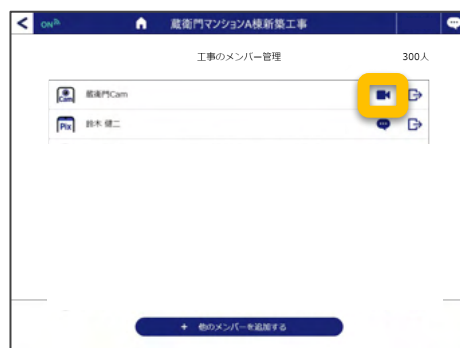 ON
蔵衛門マンションA棟新築工事
工事のメンバー管理 300人
Cam 蔵衛門Cam
Pix 鈴木 健二
+ 他のメンバーを追加する